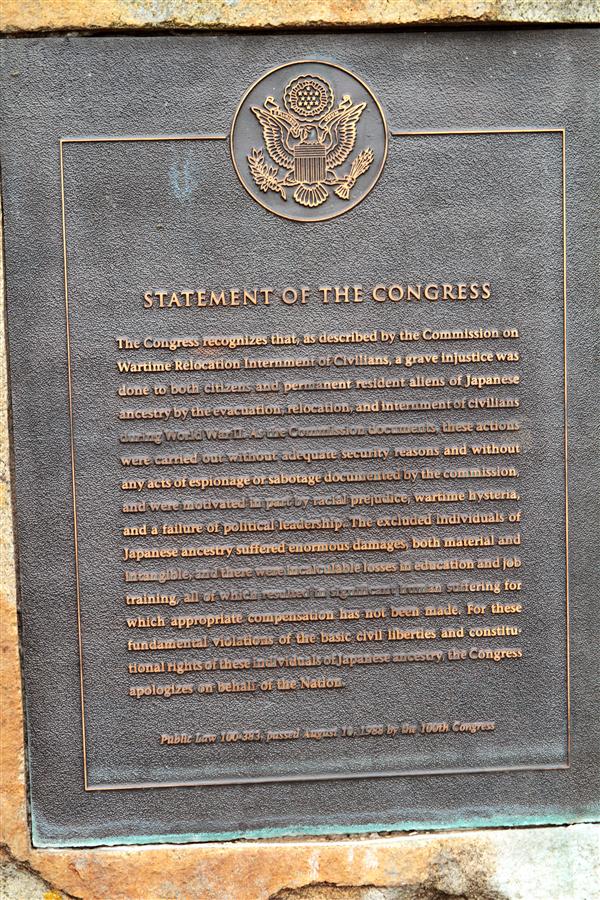 STATEMENT OF THE CONGRESS
The Congress recognizes that, as described by the Commission on
Wartime Relocation Internment of Civilians, a grave injustice was
done to both citizens and permanent resident aliens of Japanese
ancestry by the evacuation, relocation, and internment of civilians
during World War II. As the Commission documents, these actions
were carried out without adequate security reasons and without
any acts of espionage or sabotage documented by the commission,
and were motivated in part by racial prejudice, wartime hysteria,
and a failure of political leadership. The excluded individuals of
Japanese ancestry suffered enormous damages, both material and
intangible, and there were incalculable losses in education and job
training, all of which resulted in significant human suffering for
which appropriate compensation has not been made. For these
fundamental violations of the basic civil liberties and constitu-
tional rights of these individuals of Japanese ancestry, the Congress
apologizes on behalf of the Nation.
Public Law 100-383, passed August 10, 1988 by the 100th Congress